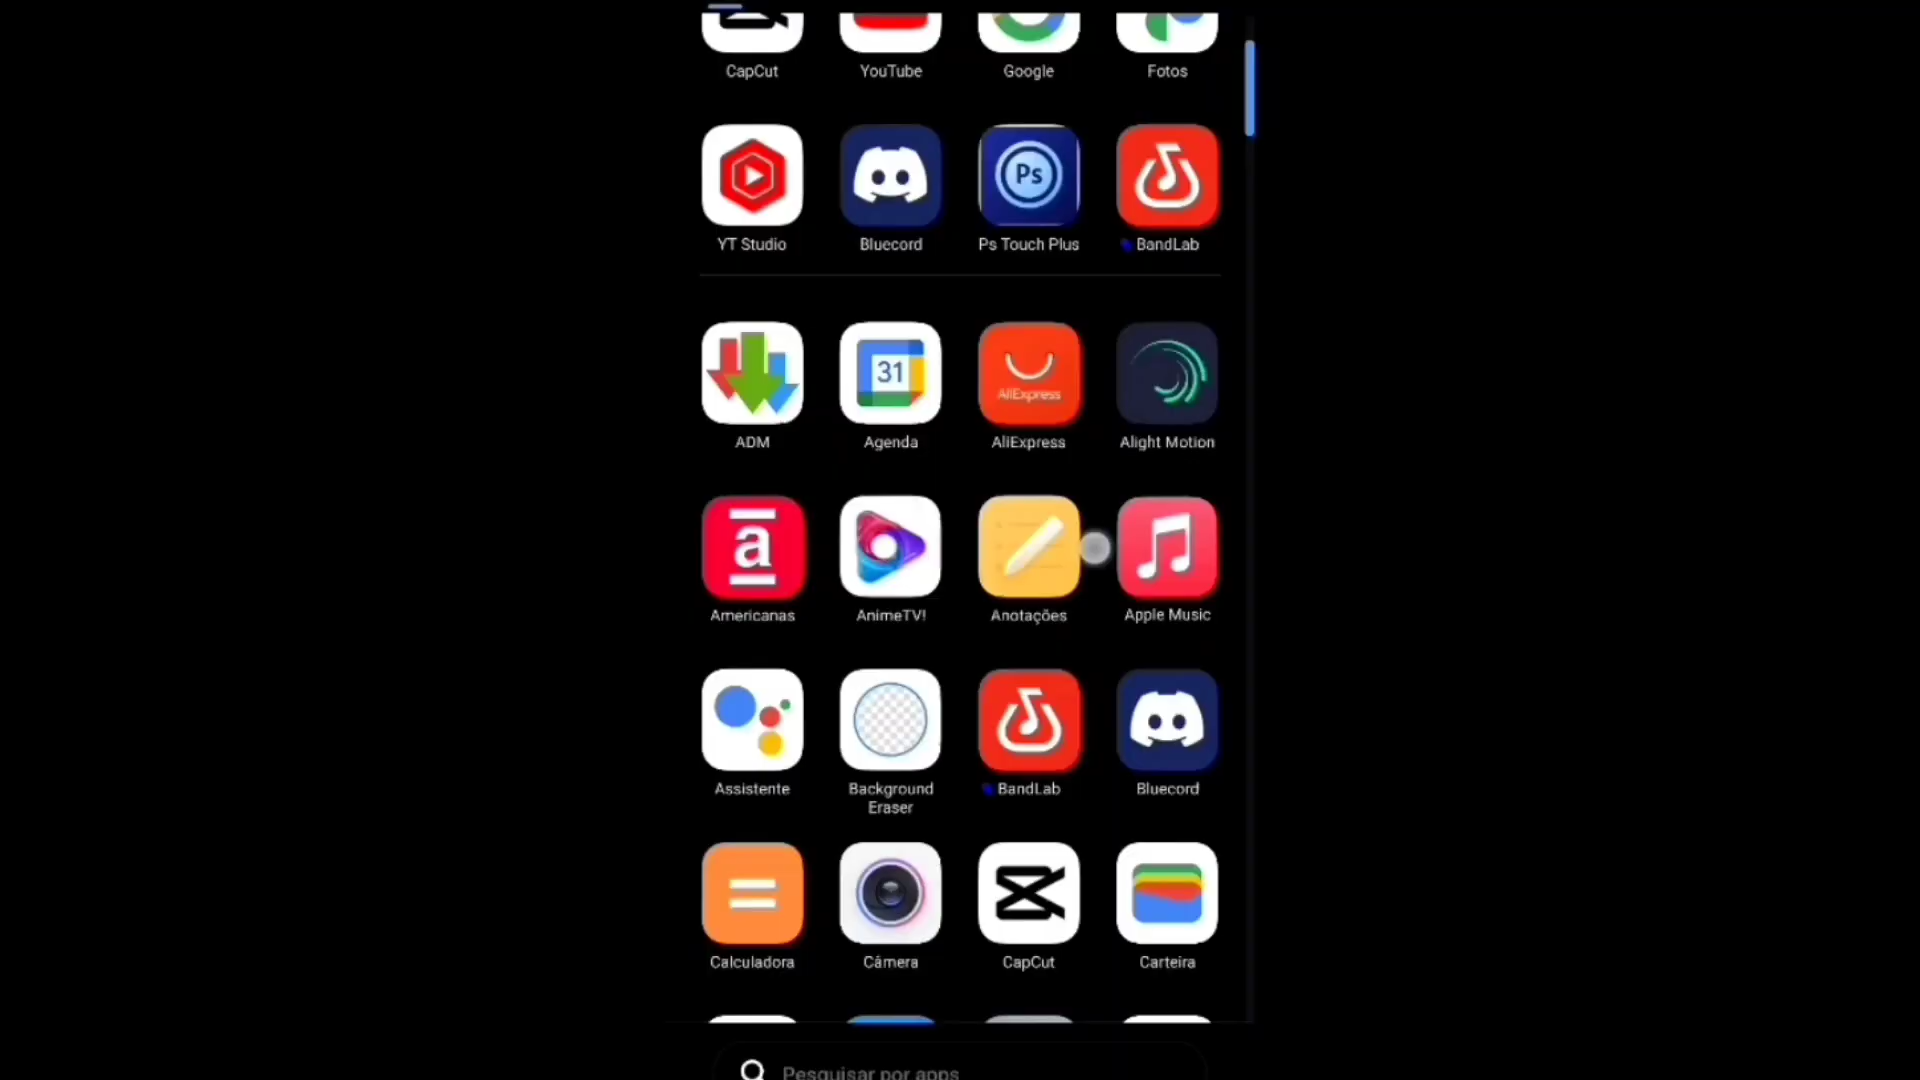 CapCut YouTube Google Fotos
Ps
YT Studio Bluecord Ps Touch Plus BandLab
31 AliExpress
ADM Agenda AliExpress Alight Motion
a
Americanas AnimeTV! Anotações Apple Music
Assistente Background Eraser BandLab Bluecord
Calculadora Câmera CapCut Carteira
Pesquisar por apps